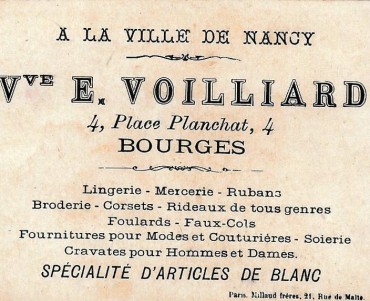 A LA VILLE DE NANCY
Vve E. VOILLIARD
4, Place Planchat, 4
BOURGES
Lingerie - Mercerie - Rubans
Broderie - Corsets - Rideaux de tous genres
Foulards - Faux-Cols
Fournitures pour Modes et Couturières - Soierie
Cravates pour Hommes et Dames.
SPÉCIALITÉ D'ARTICLES DE BLANC
Paris. Millaud frères, 21, Rue de Malte.